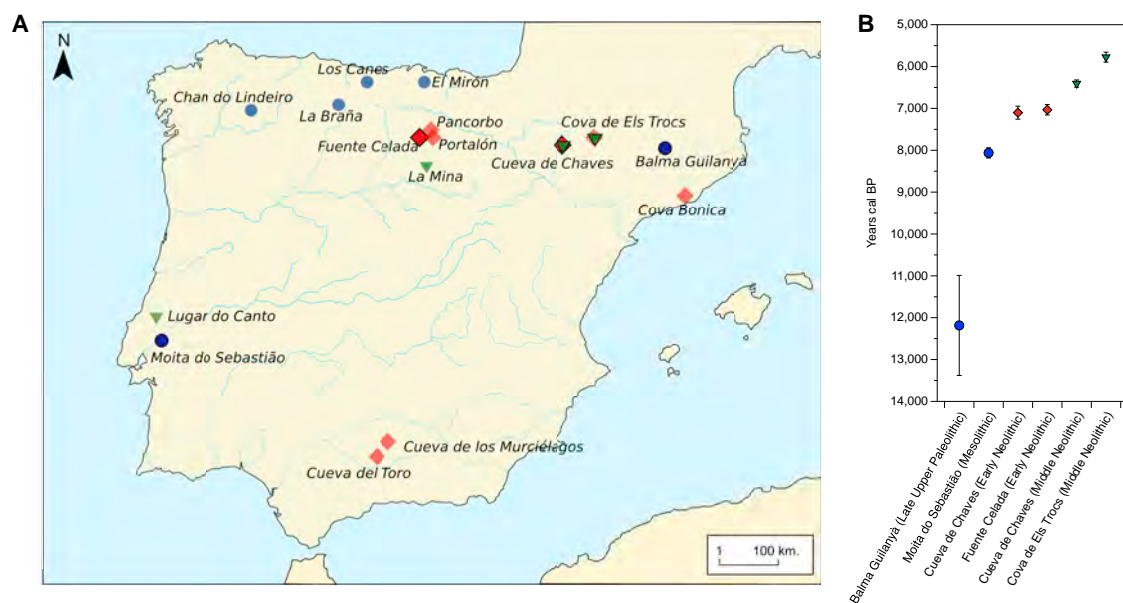 A
N
Los Canes
El Mirón
Chan do Lindeiro
La Braña
Pancorbo
Cova de Els Trocs
Fuente Celada
Portalón
Cueva de Chaves
Balma Guilanyà
La Mina
Cova Bonica
Lugar do Canto
Moita do Sebastião
Cueva de los Murciélagos
Cueva del Toro
1 100 km.
B
5,000
6,000
7,000
8,000
9,000
10,000
11,000
12,000
13,000
14,000
Years cal BP
Balma Guilanyà (Late Upper Paleolithic)
Moita do Sebastião (Mesolithic)
Cueva de Chaves (Early Neolithic)
Fuente Celada (Early Neolithic)
Cueva de Chaves (Middle Neolithic)
Cova de Els Trocs (Middle Neolithic)